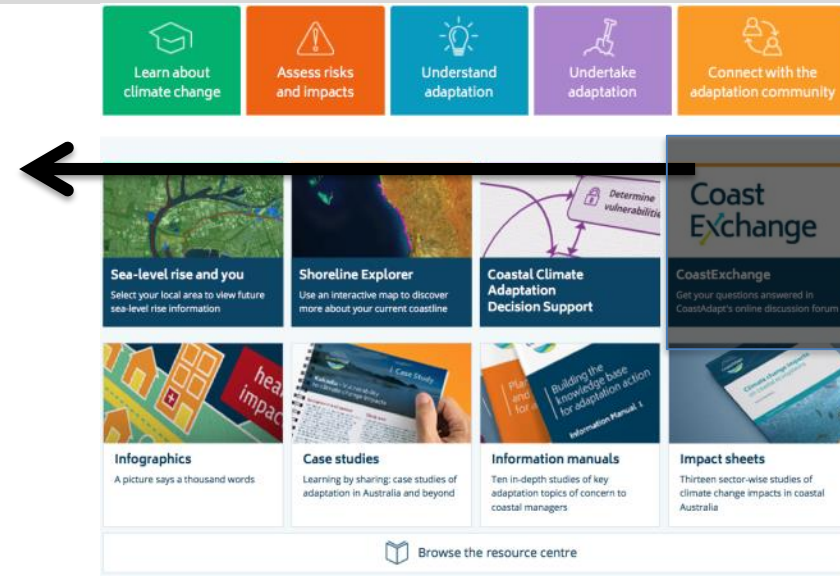 Learn about
climate change
Assess risks
and impacts
Understand
adaptation
Undertake
adaptation
Connect with the
adaptation community
Determine
vulnerabilitie
Coast
Exchange
Sea-level rise and you
Select your local area to view future
sea-level rise information
Shoreline Explorer
Use an interactive map to discover
more about your current coastline
Coastal Climate
Adaptation
Decision Support
CoastExchange
Get your questions answered in
CoastAdapt's online discussion forum
hea
impac
Case Study
Building the
knowledge base
for adaptation action
Information Manual 1
Climate change impacts
Infographics
A picture says a thousand words
Case studies
Learning by sharing: case studies of
adaptation in Australia and beyond
Information manuals
Ten in-depth studies of key
adaptation topics of concern to
coastal managers
Impact sheets
Thirteen sector-wise studies of
climate change impacts in coastal
Australia
Browse the resource centre